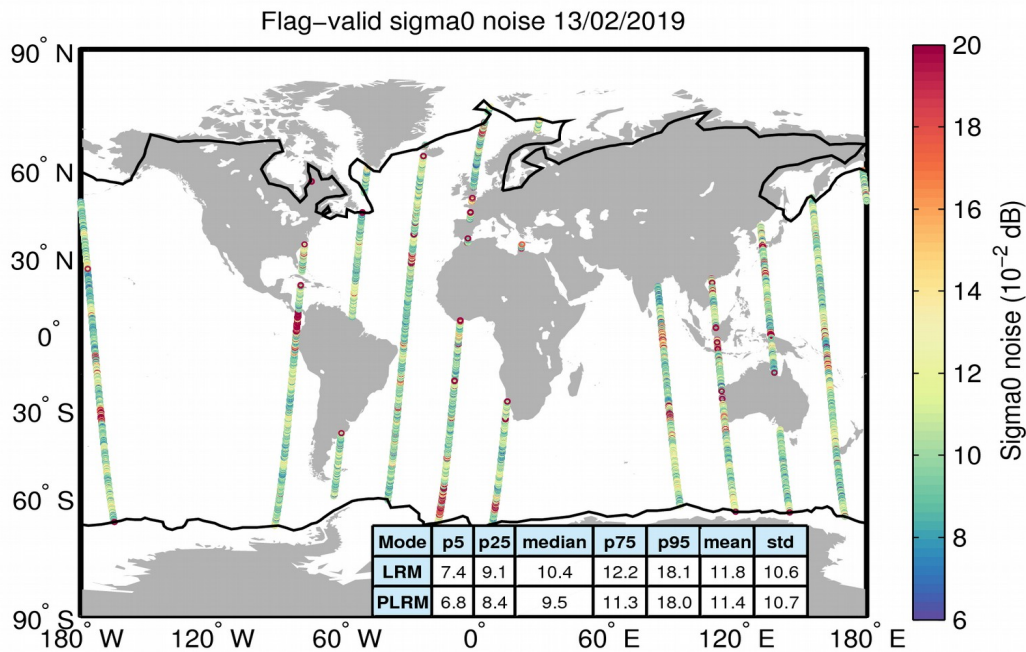 Flag−valid sigma0 noise 13/02/2019
90° N
60° N
30° N
0°
30° S
60° S
90° S
180° W 120° W 60° W 0° 60° E 120° E 180° E
20
18
16
14
12
10
8
6
Sigma0 noise (10−2 dB)
Mode p5 p25 median p75 p95 mean std
LRM 7.4 9.1 10.4 12.2 18.1 11.8 10.6
PLRM 6.8 8.4 9.5 11.3 18.0 11.4 10.7